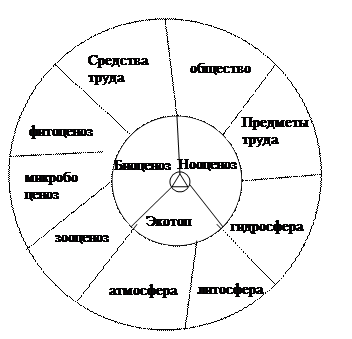 Средства
труда
общество
Предметы
труда
фитоценоз
Биоценоз
Нооценоз
микробо
ценоз
Экотоп
гидросфера
зооценоз
атмосфера
литосфера